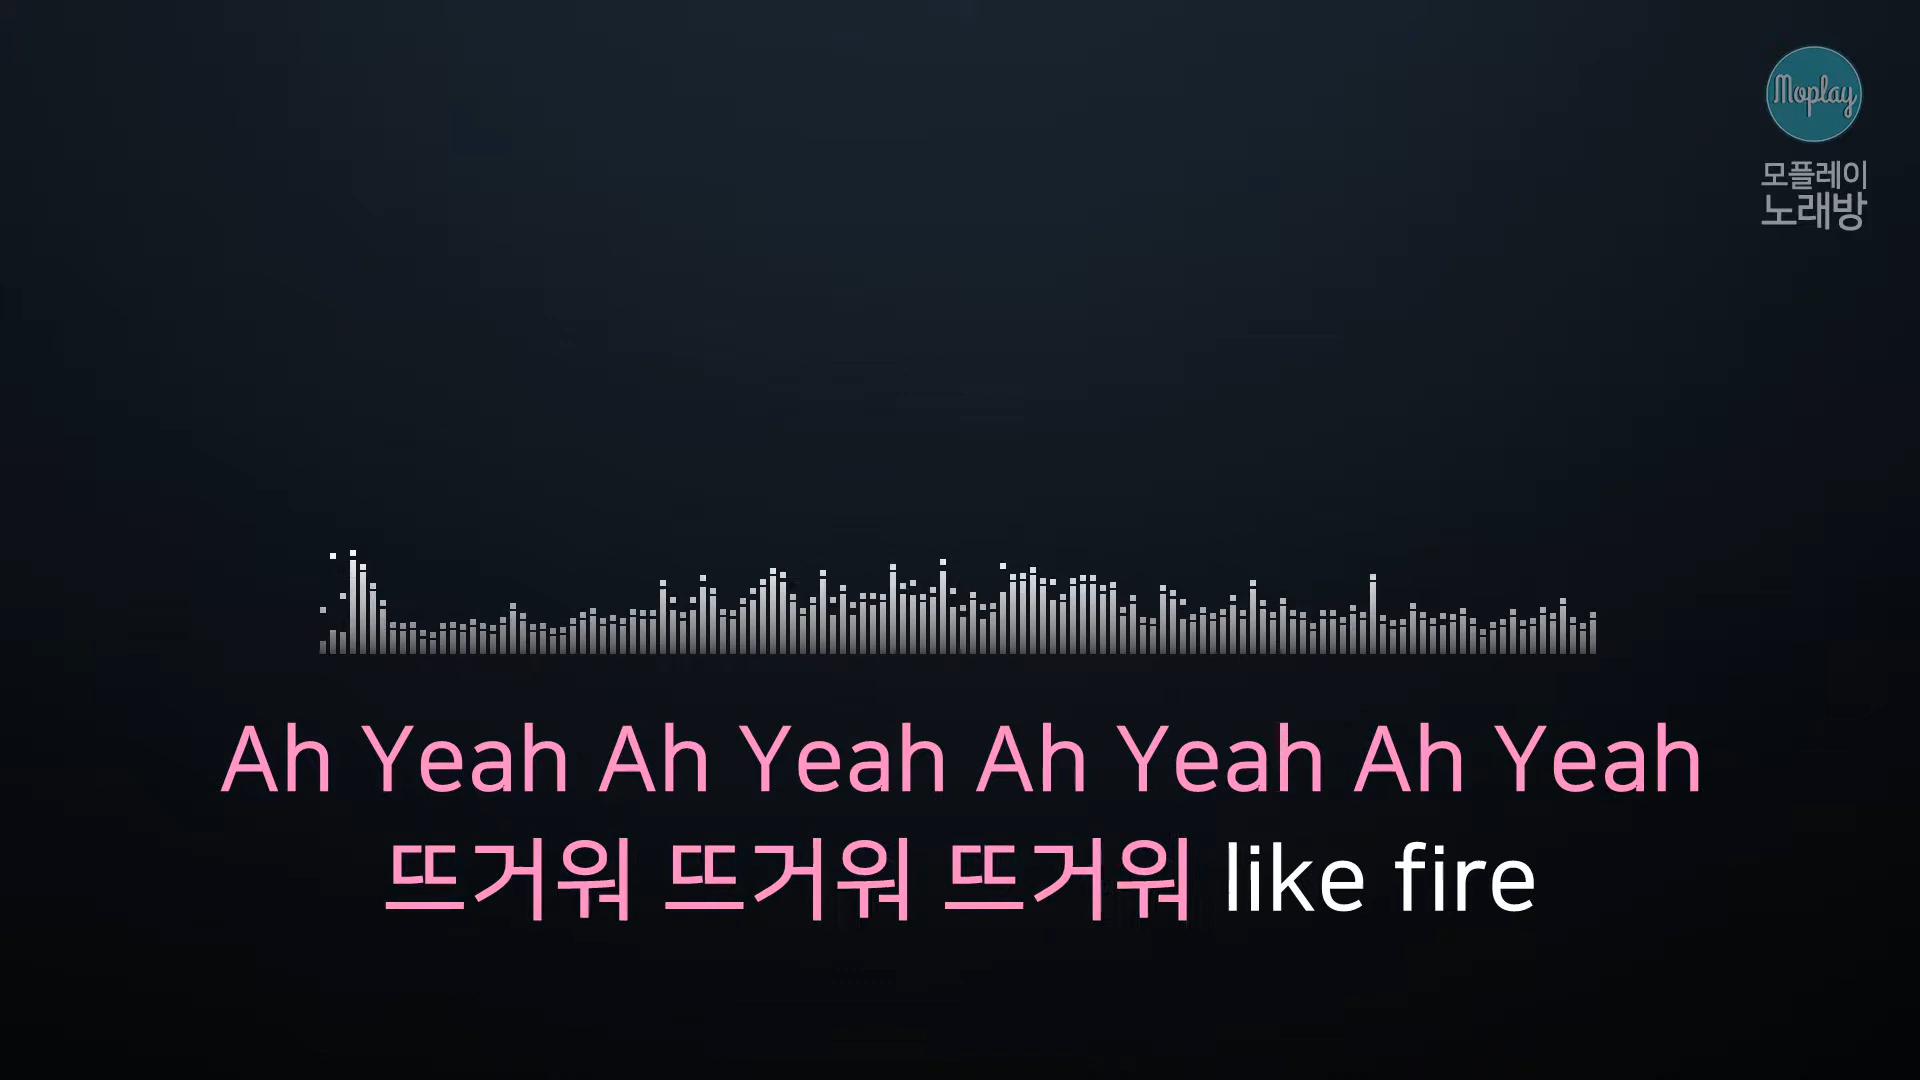 Moplay
모플레이
노래방
Ah Yeah Ah Yeah Ah Yeah Ah Yeah
뜨거워 뜨거워 뜨거워 like fire